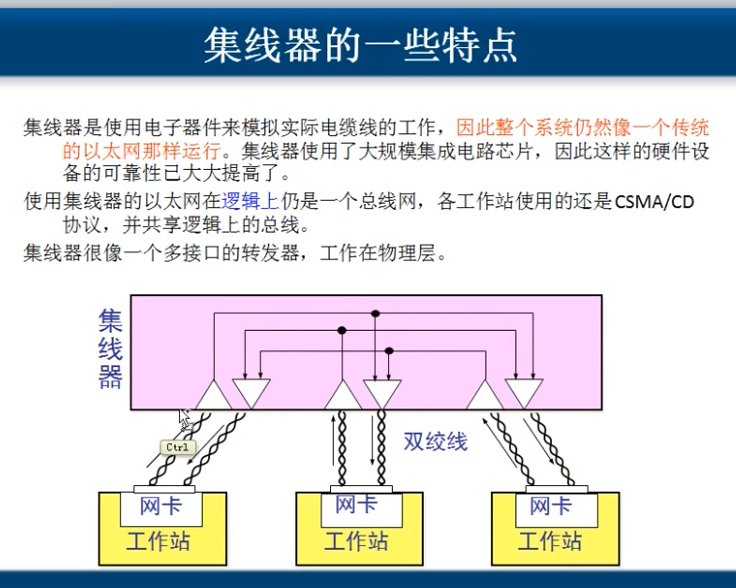 集线器的一些特点
集线器是使用电子器件来模拟实际电缆线的工作，因此整个系统仍然像一个传统
的以太网那样运行。集线器使用了大规模集成电路芯片，因此这样的硬件设
备的可靠性已大大提高了。
使用集线器的以太网在逻辑上仍是一个总线网，各工作站使用的还是CSMA/CD
协议，并共享逻辑上的总线。
集线器很像一个多接口的转发器，工作在物理层。
集
线
器
双绞线
Ctrl
网卡
网卡
网卡
工作站
工作站
工作站